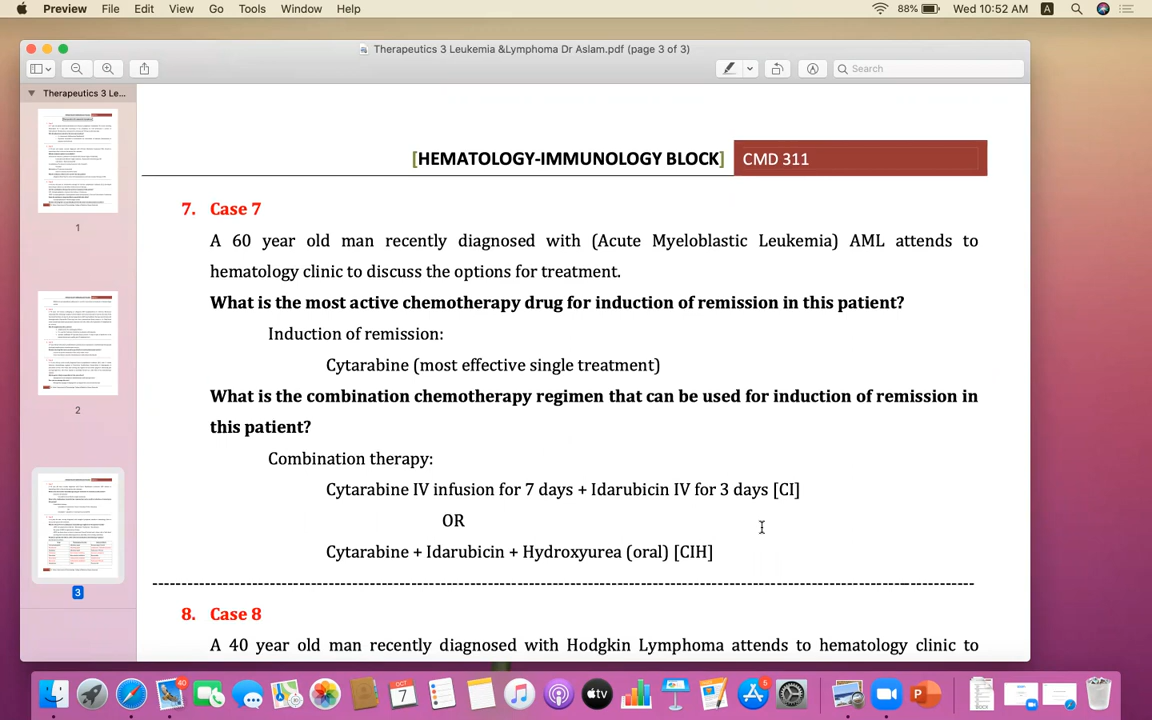 Preview File Edit View Go Tools Window Help 88% Wed 10:52 AM A
Therapeutics 3 Leukemia &Lymphoma Dr Aslam.pdf (page 3 of 3)
Search
Therapeutics 3 Le...
1
2
3
[HEMATOLOGY-IMMUNOLOGY BLOCK] CMD 311
7. Case 7
A 60 year old man recently diagnosed with (Acute Myeloblastic Leukemia) AML attends to
hematology clinic to discuss the options for treatment.
What is the most active chemotherapy drug for induction of remission in this patient?
Induction of remission:
Cytarabine (most effective single treatment)
What is the combination chemotherapy regimen that can be used for induction of remission in
this patient?
Combination therapy:
Cytarabine IV infusion for 7 days + Idarubicin IV for 3 days [CI]
OR
Cytarabine + Idarubicin + Hydroxyurea (oral) [CIH]
8. Case 8
A 40 year old man recently diagnosed with Hodgkin Lymphoma attends to hematology clinic to
40
OCT
7
tv
5
P
DOCX